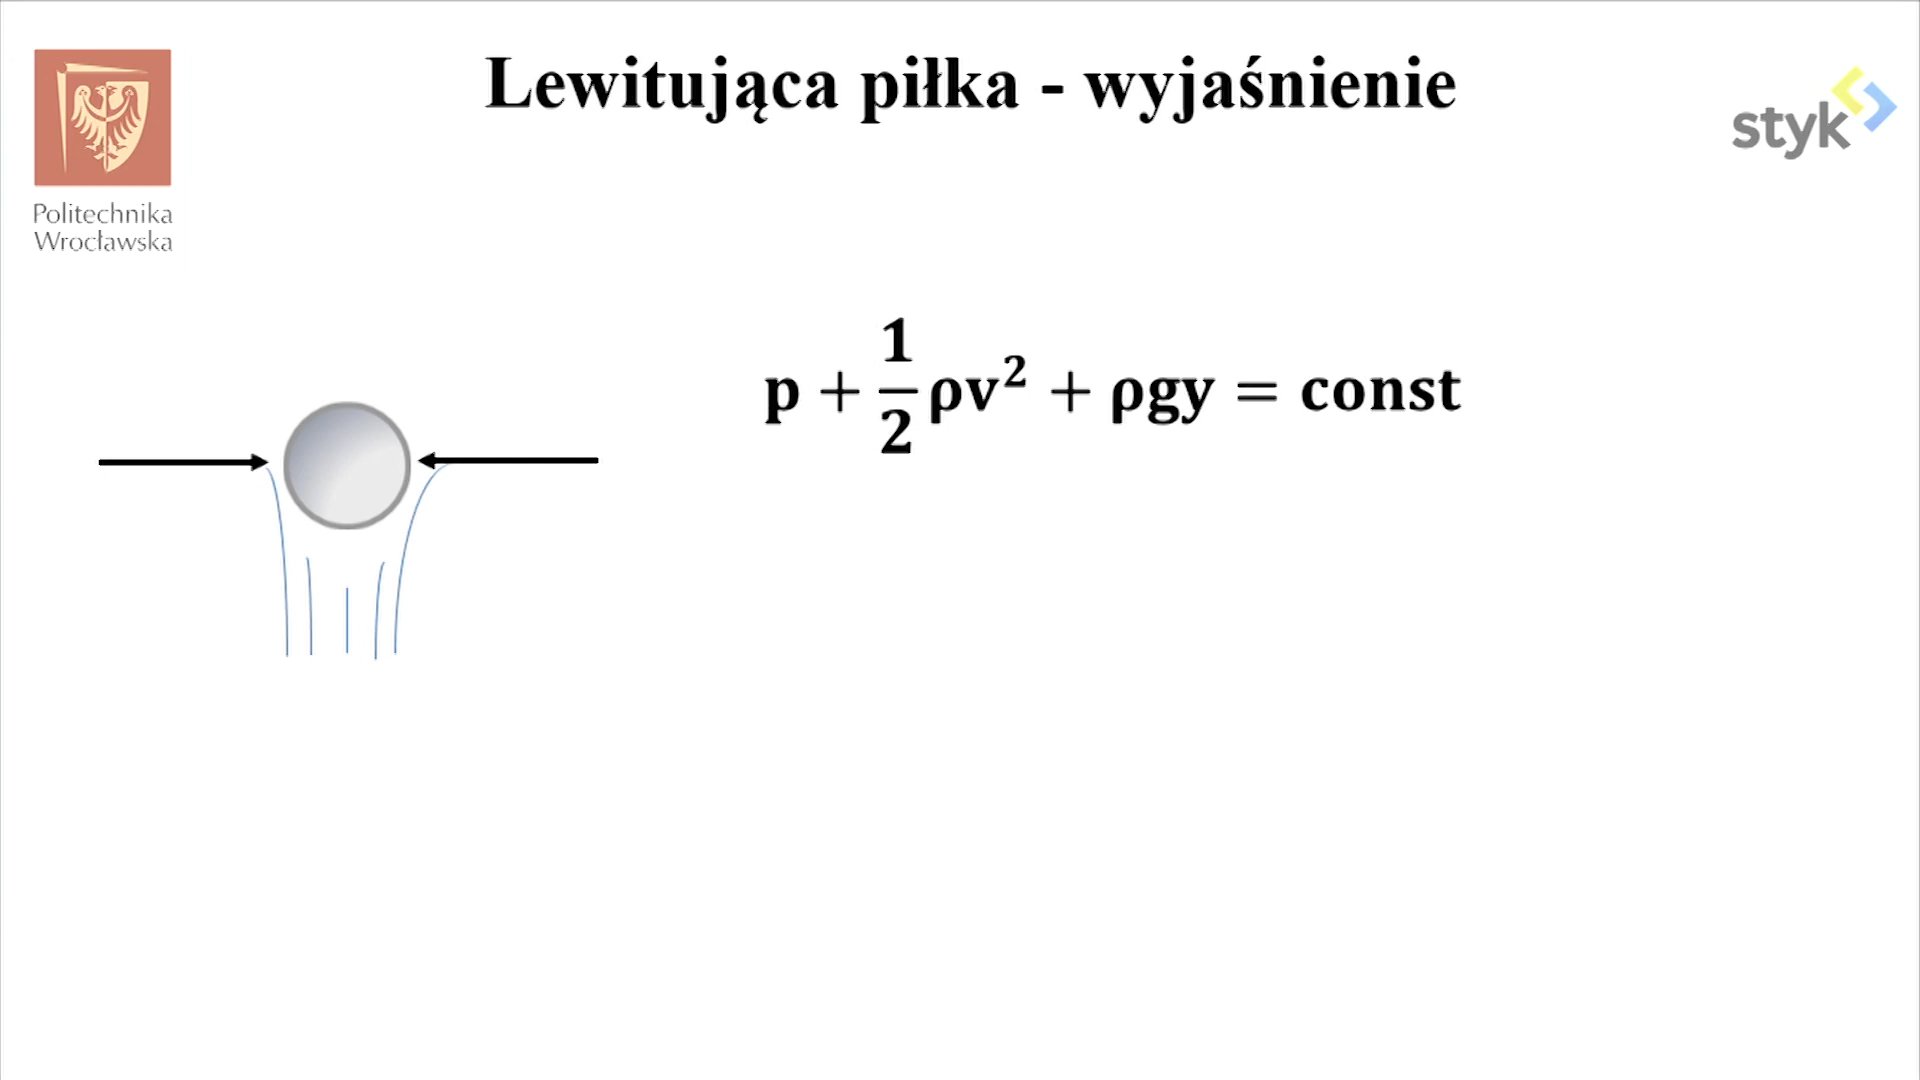 Lewitująca piłka - wyjaśnienie
styk
Politechnika
Wrocławska
p + 1/2 ρv² + ρgy = const